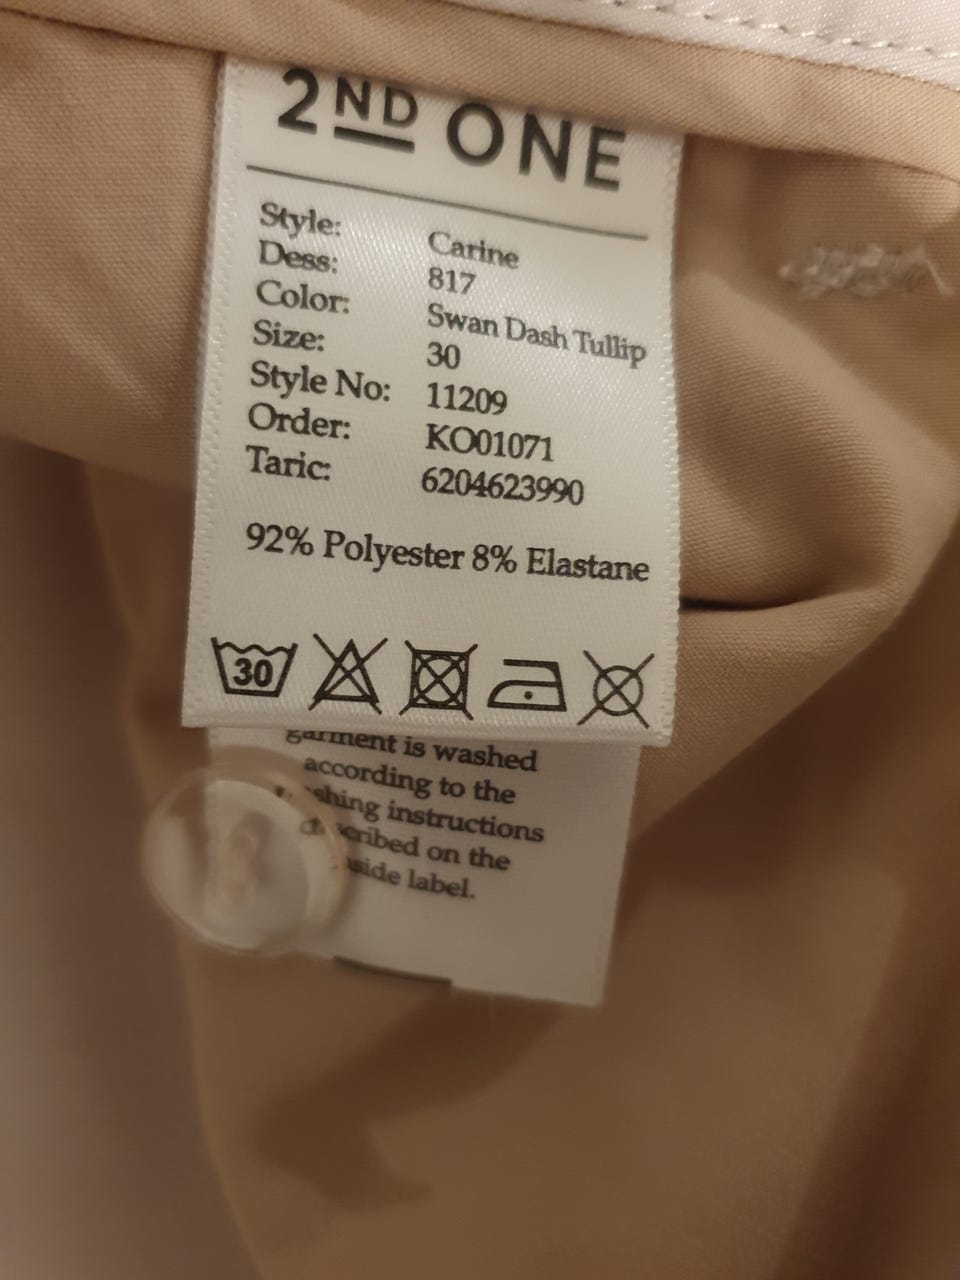 2ND ONE
Style: Carine
Dess: 817
Color: Swan Dash Tullip
Size: 30
Style No: 11209
Order: KO01071
Taric: 6204623990
92% Polyester 8% Elastane
30
garment is washed
according to the
instructions
on the
label.